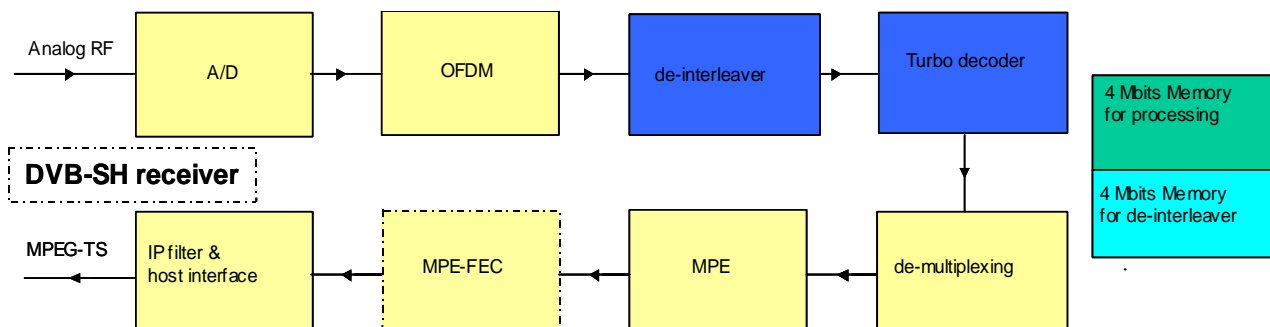 Analog RF
A/D
OFDM
de-interleaver
Turbo decoder
4 Mbits Memory
for processing
DVB-SH receiver
4 Mbits Memory
for de-interleaver
MPEG-TS
IP filter &
host interface
MPE-FEC
MPE
de-multiplexing